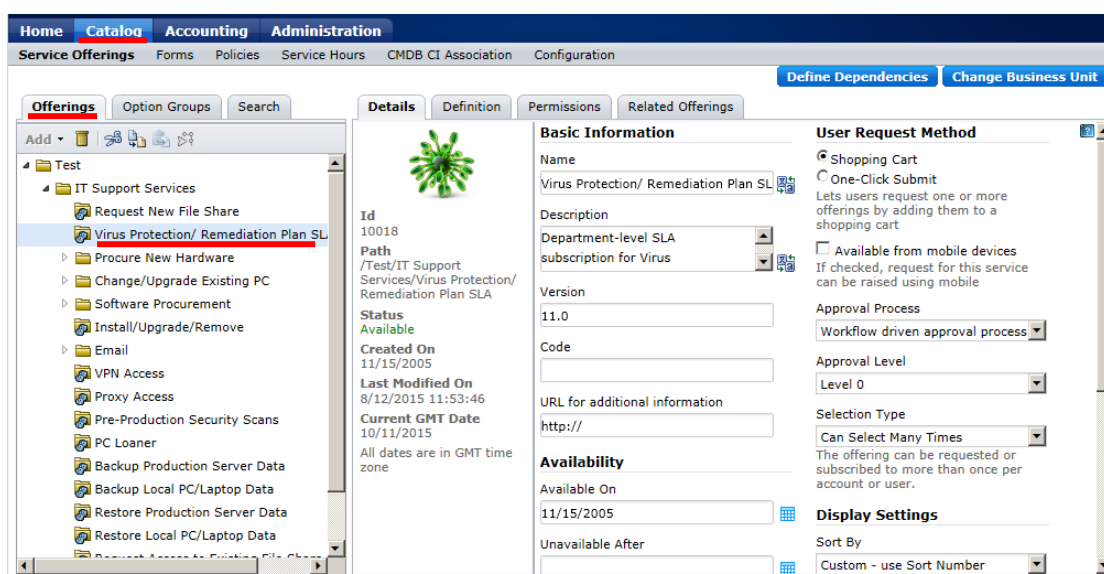 Home Catalog Accounting Administration
Service Offerings Forms Policies Service Hours CMDB CI Association Configuration
Define Dependencies Change Business Unit
Offerings Option Groups Search
Add
Test
IT Support Services
Request New File Share
Virus Protection/ Remediation Plan SL
Procure New Hardware
Change/Upgrade Existing PC
Software Procurement
Install/Upgrade/Remove
Email
VPN Access
Proxy Access
Pre-Production Security Scans
PC Loaner
Backup Production Server Data
Backup Local PC/Laptop Data
Restore Production Server Data
Restore Local PC/Laptop Data
Request Access to Existing File Share
Details Definition Permissions Related Offerings
Id
10018
Path
/Test/IT Support
Services/Virus Protection/
Remediation Plan SLA
Status
Available
Created On
11/15/2005
Last Modified On
8/12/2015 11:53:46
Current GMT Date
10/11/2015
All dates are in GMT time
zone
Basic Information
Name
Virus Protection/ Remediation Plan SL
Description
Department-level SLA
subscription for Virus
Version
11.0
Code
URL for additional information
http://
Availability
Available On
11/15/2005
Unavailable After
User Request Method
Shopping Cart
One-Click Submit
Lets users request one or more
offerings by adding them to a
shopping cart
Available from mobile devices
If checked, request for this service
can be raised using mobile
Approval Process
Workflow driven approval process
Approval Level
Level 0
Selection Type
Can Select Many Times
The offering can be requested or
subscribed to more than once per
account or user.
Display Settings
Sort By
Custom - use Sort Number